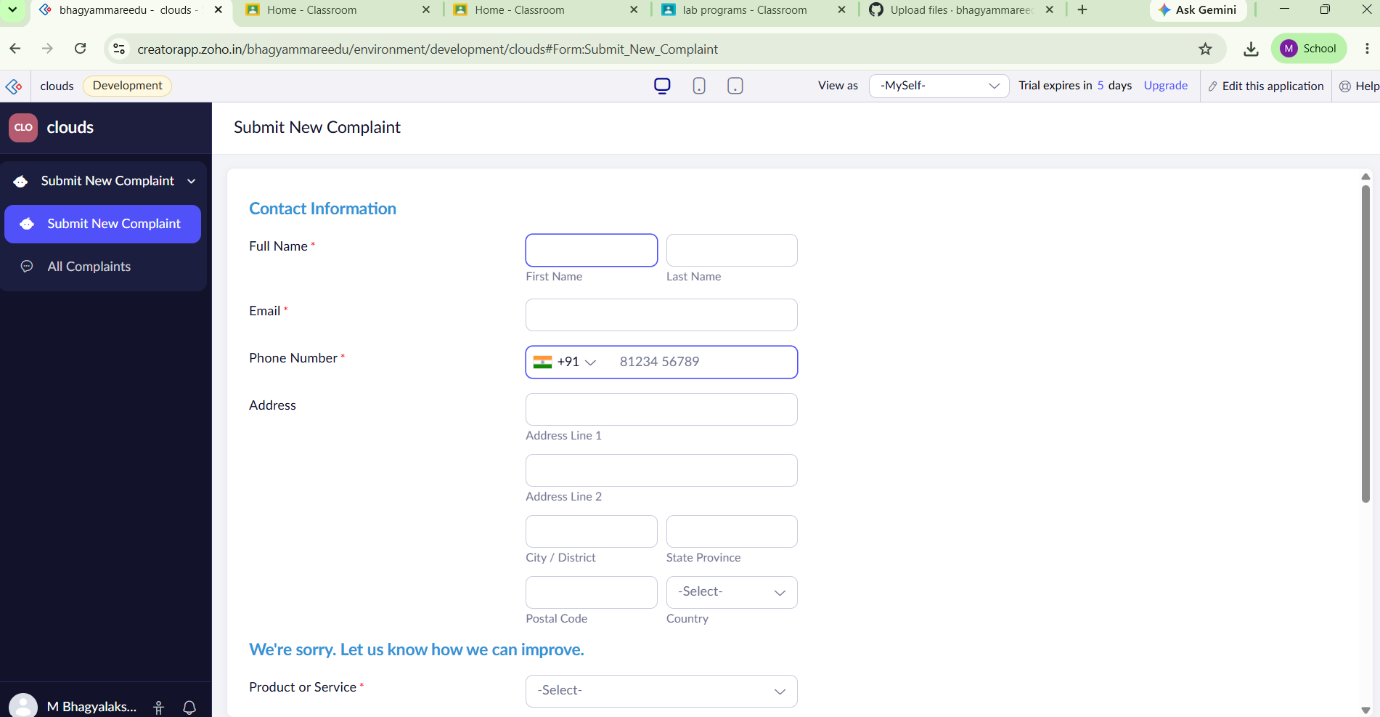 bhagyammareedu - clouds -
Home - Classroom
Home - Classroom
lab programs - Classroom
Upload files · bhagyammaree
Ask Gemini
creatorapp.zoho.in/bhagyammareedu/environment/development/clouds#Form:Submit_New_Complaint
M School
clouds Development
View as -MySelf- Trial expires in 5 days Upgrade Edit this application Help
CLO clouds
Submit New Complaint
Submit New Complaint
Submit New Complaint
All Complaints
Contact Information
Full Name *
First Name Last Name
Email *
Phone Number * +91 81234 56789
Address
Address Line 1
Address Line 2
City / District State Province
-Select-
Postal Code Country
We're sorry. Let us know how we can improve.
Product or Service * -Select-
M Bhagyalaks...